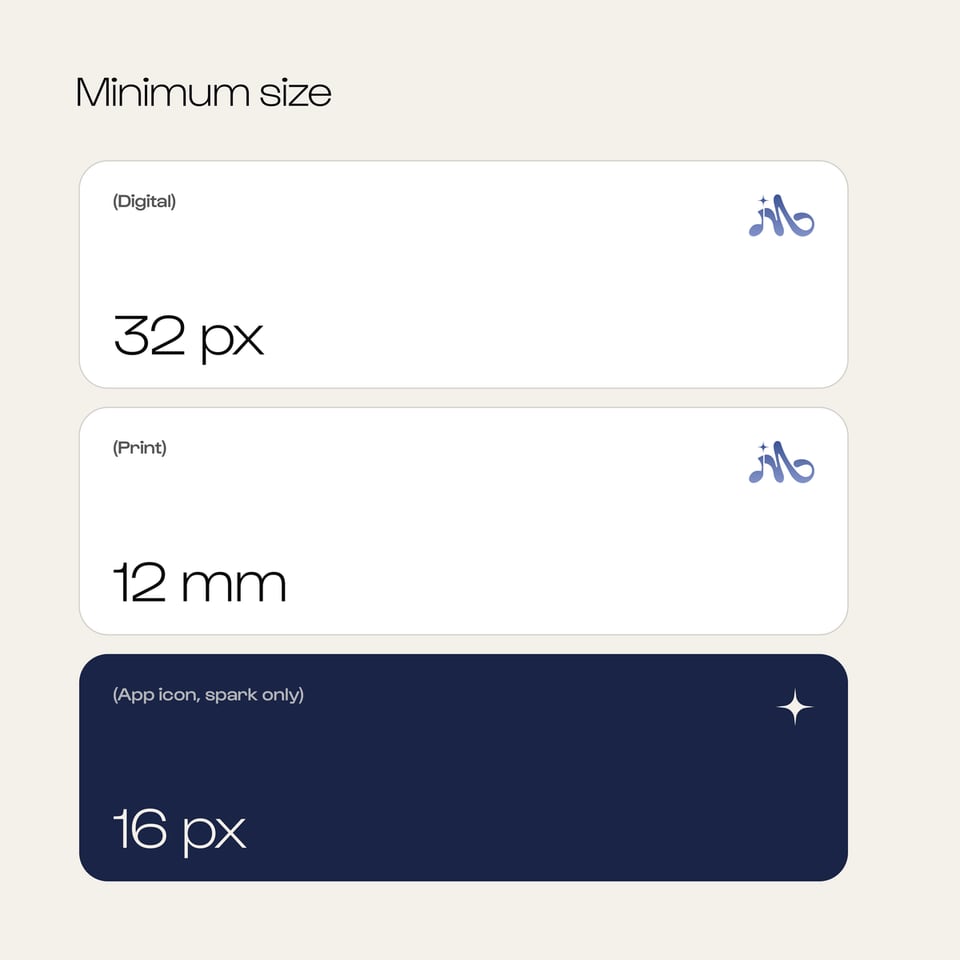 Minimum size
(Digital)
32 px
(Print)
12 mm
(App icon, spark only)
16 px